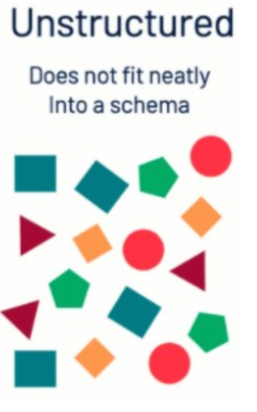 Unstructured
Does not fit neatly
Into a schema